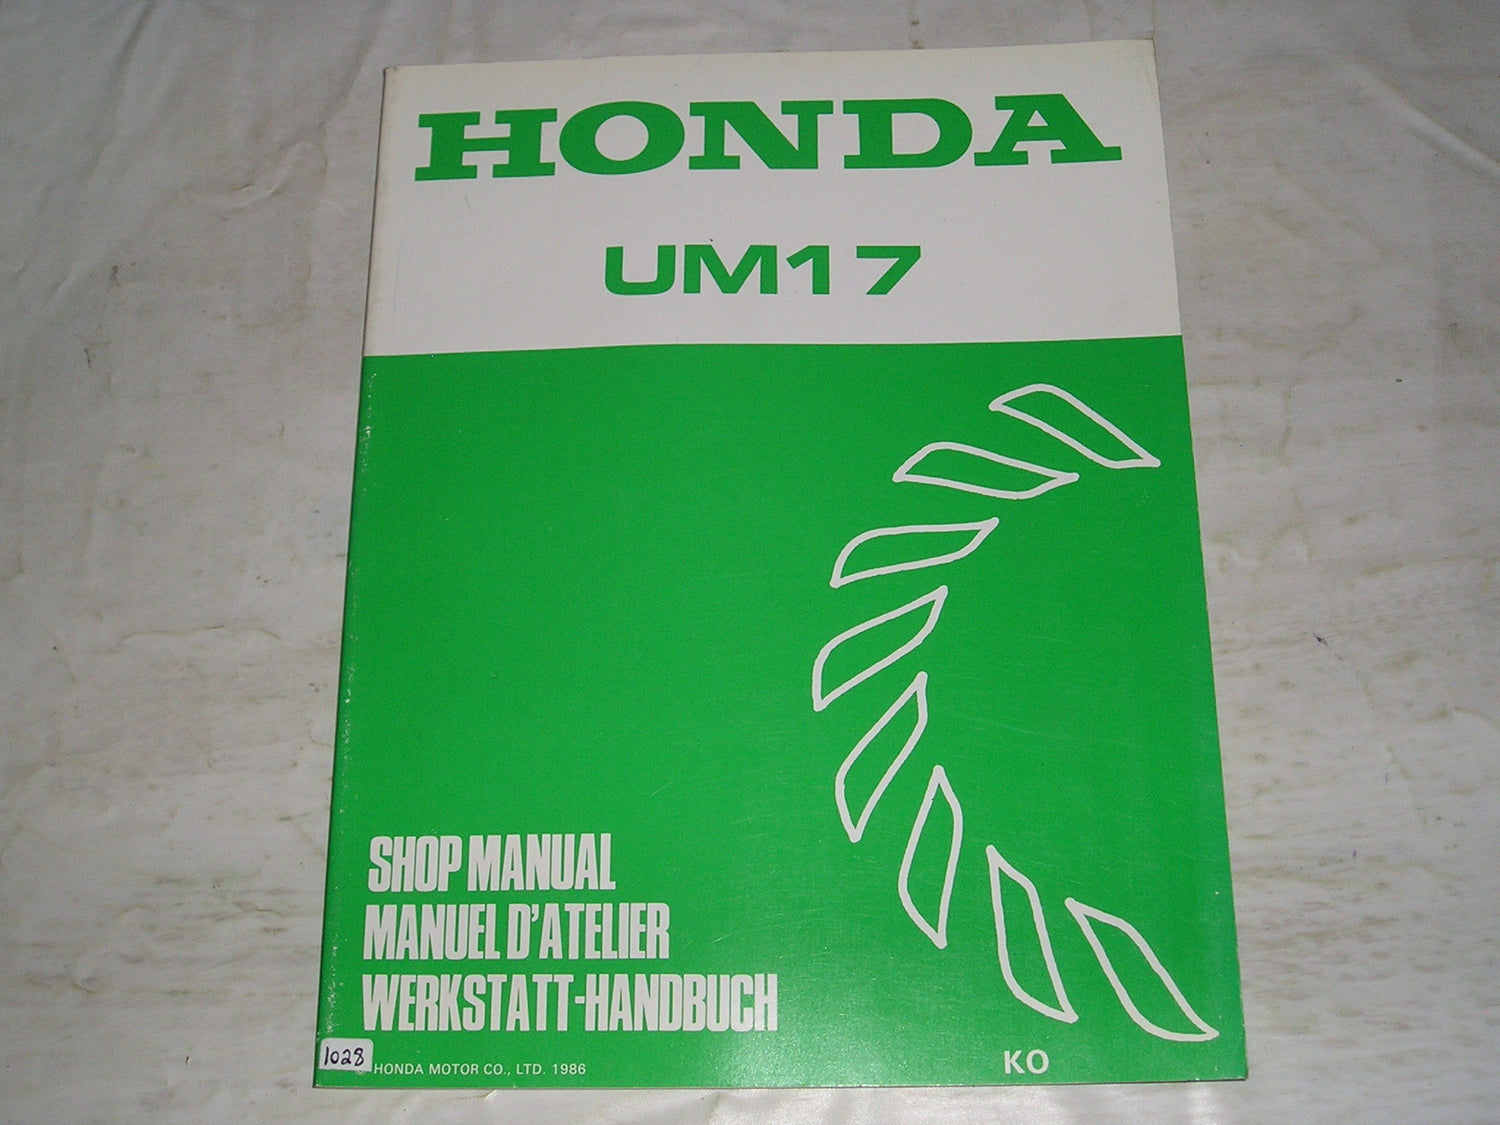 HONDA
UM17
SHOP MANUAL
MANUEL D'ATELIER
WERKSTATT-HANDBUCH
1028
© HONDA MOTOR CO., LTD. 1986
KO